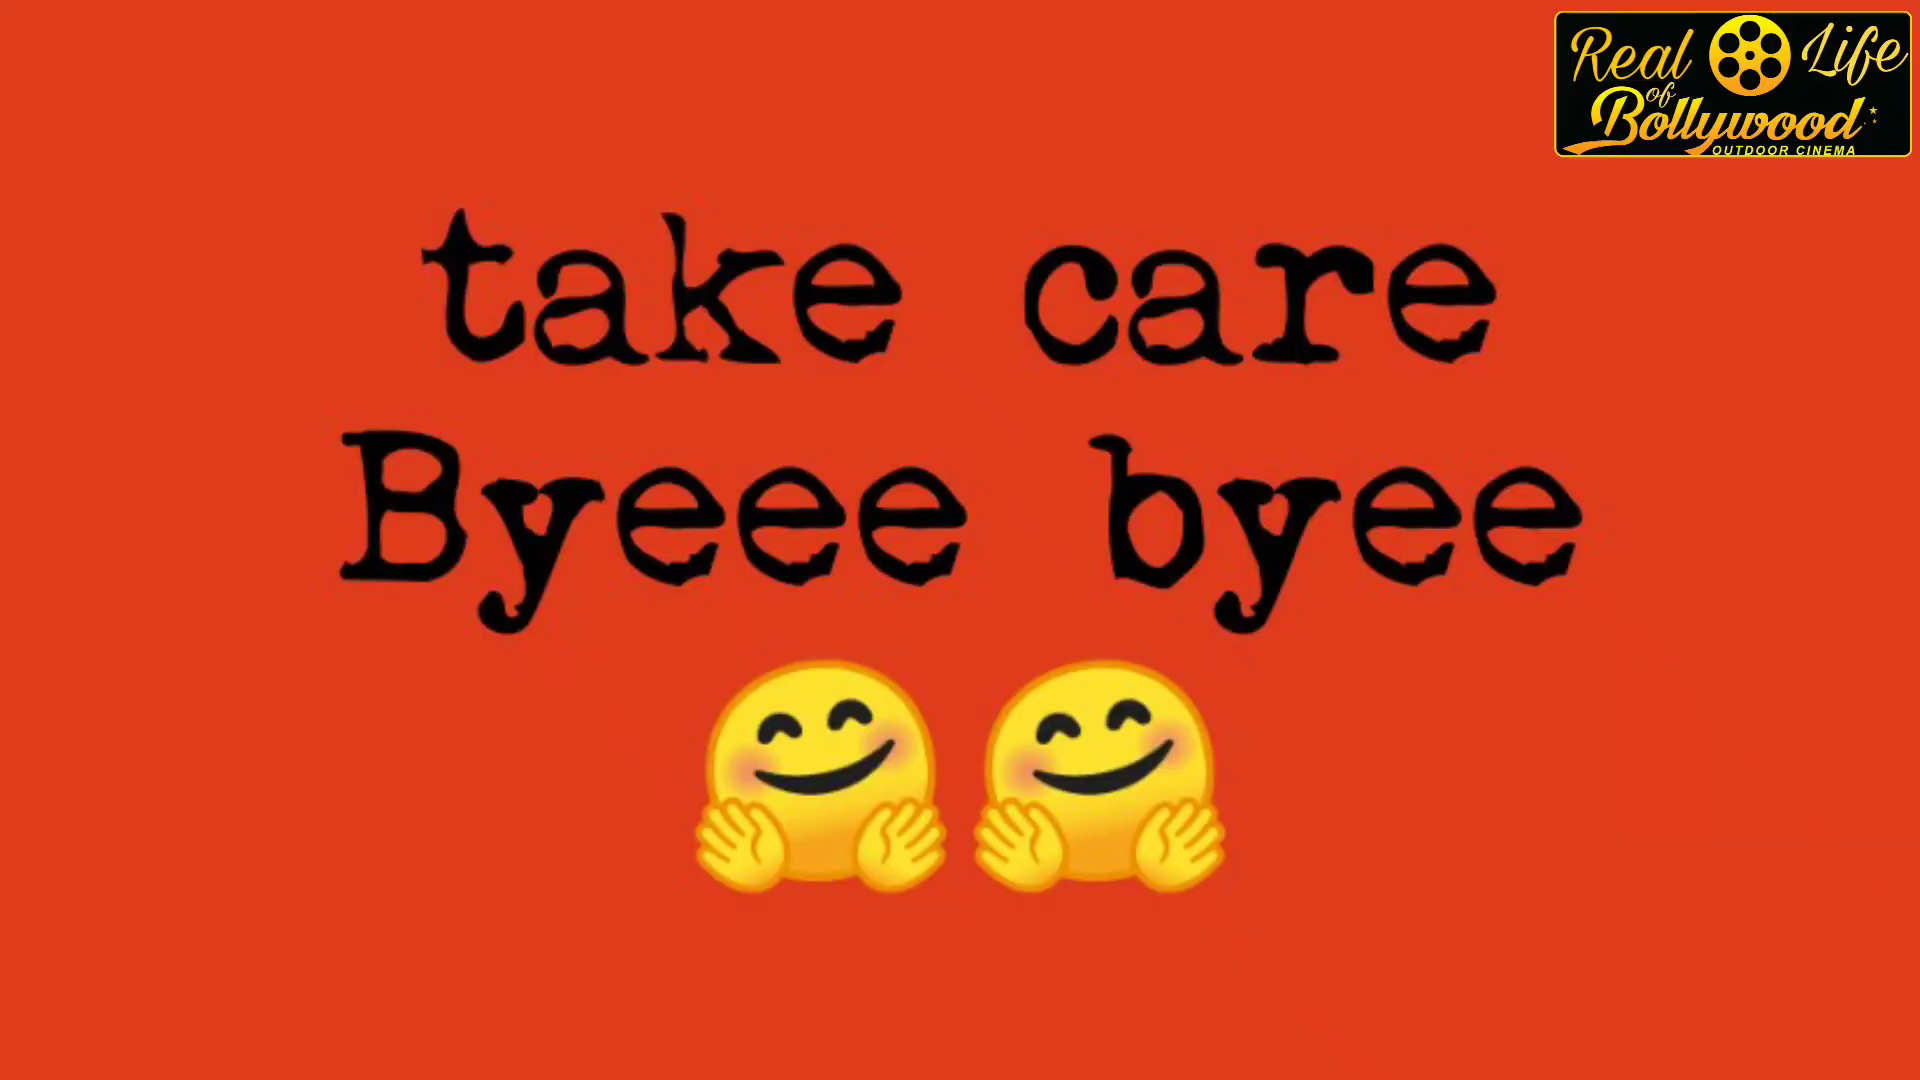 Real Life
of
Bollywood
OUTDOOR CINEMA
take care
Byeee byee
🤗🤗